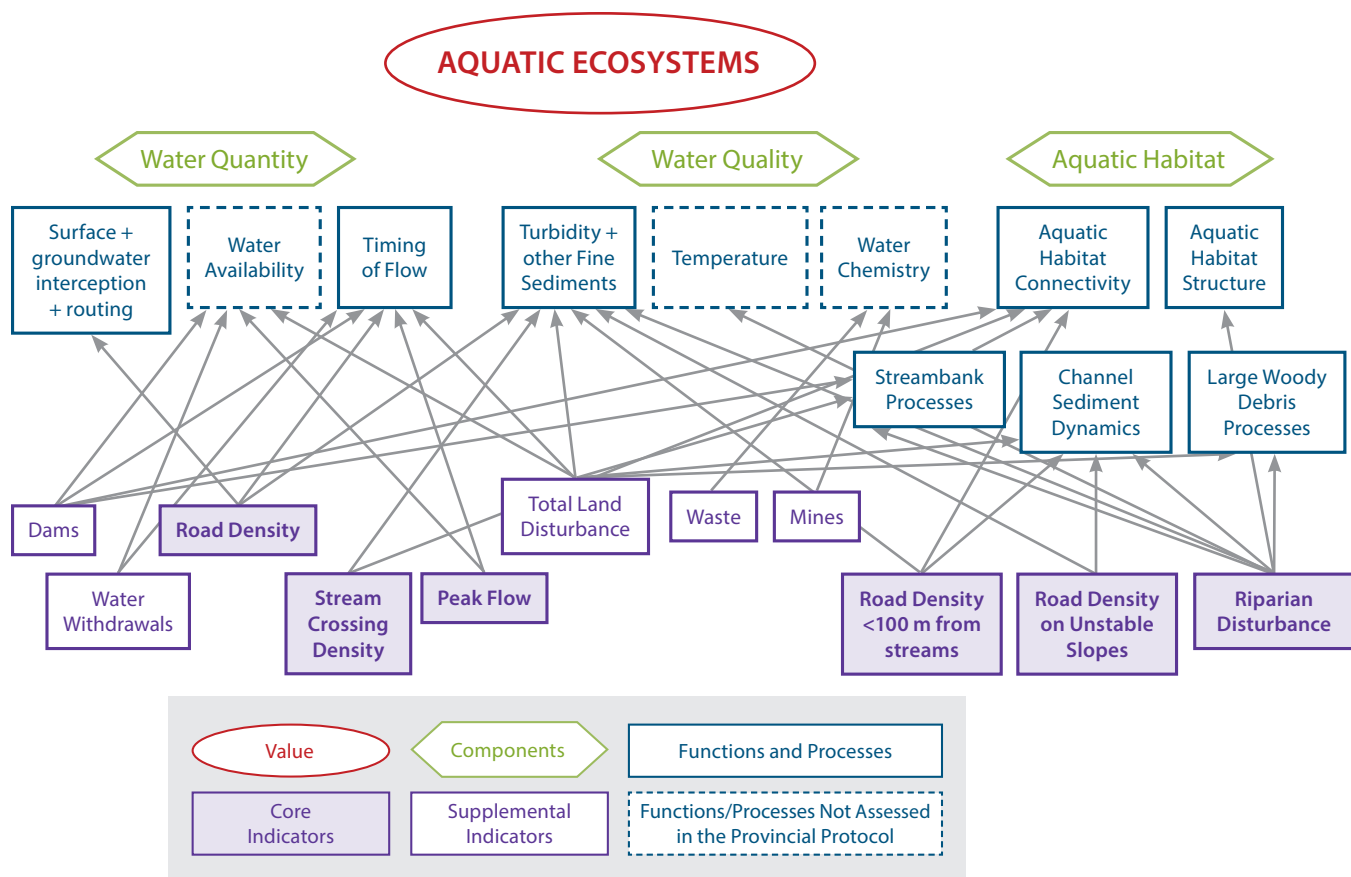 AQUATIC ECOSYSTEMS
Water Quantity
Water Quality
Aquatic Habitat
Surface +
groundwater
interception
+ routing
Water
Availability
Timing
of Flow
Turbidity +
other Fine
Sediments
Temperature
Water
Chemistry
Aquatic
Habitat
Connectivity
Aquatic
Habitat
Structure
Streambank
Processes
Channel
Sediment
Dynamics
Large Woody
Debris
Processes
Dams
Road Density
Total Land
Disturbance
Waste
Mines
Water
Withdrawals
Stream
Crossing
Density
Peak Flow
Road Density
<100 m from
streams
Road Density
on Unstable
Slopes
Riparian
Disturbance
Value
Components
Functions and Processes
Core
Indicators
Supplemental
Indicators
Functions/Processes Not Assessed
in the Provincial Protocol